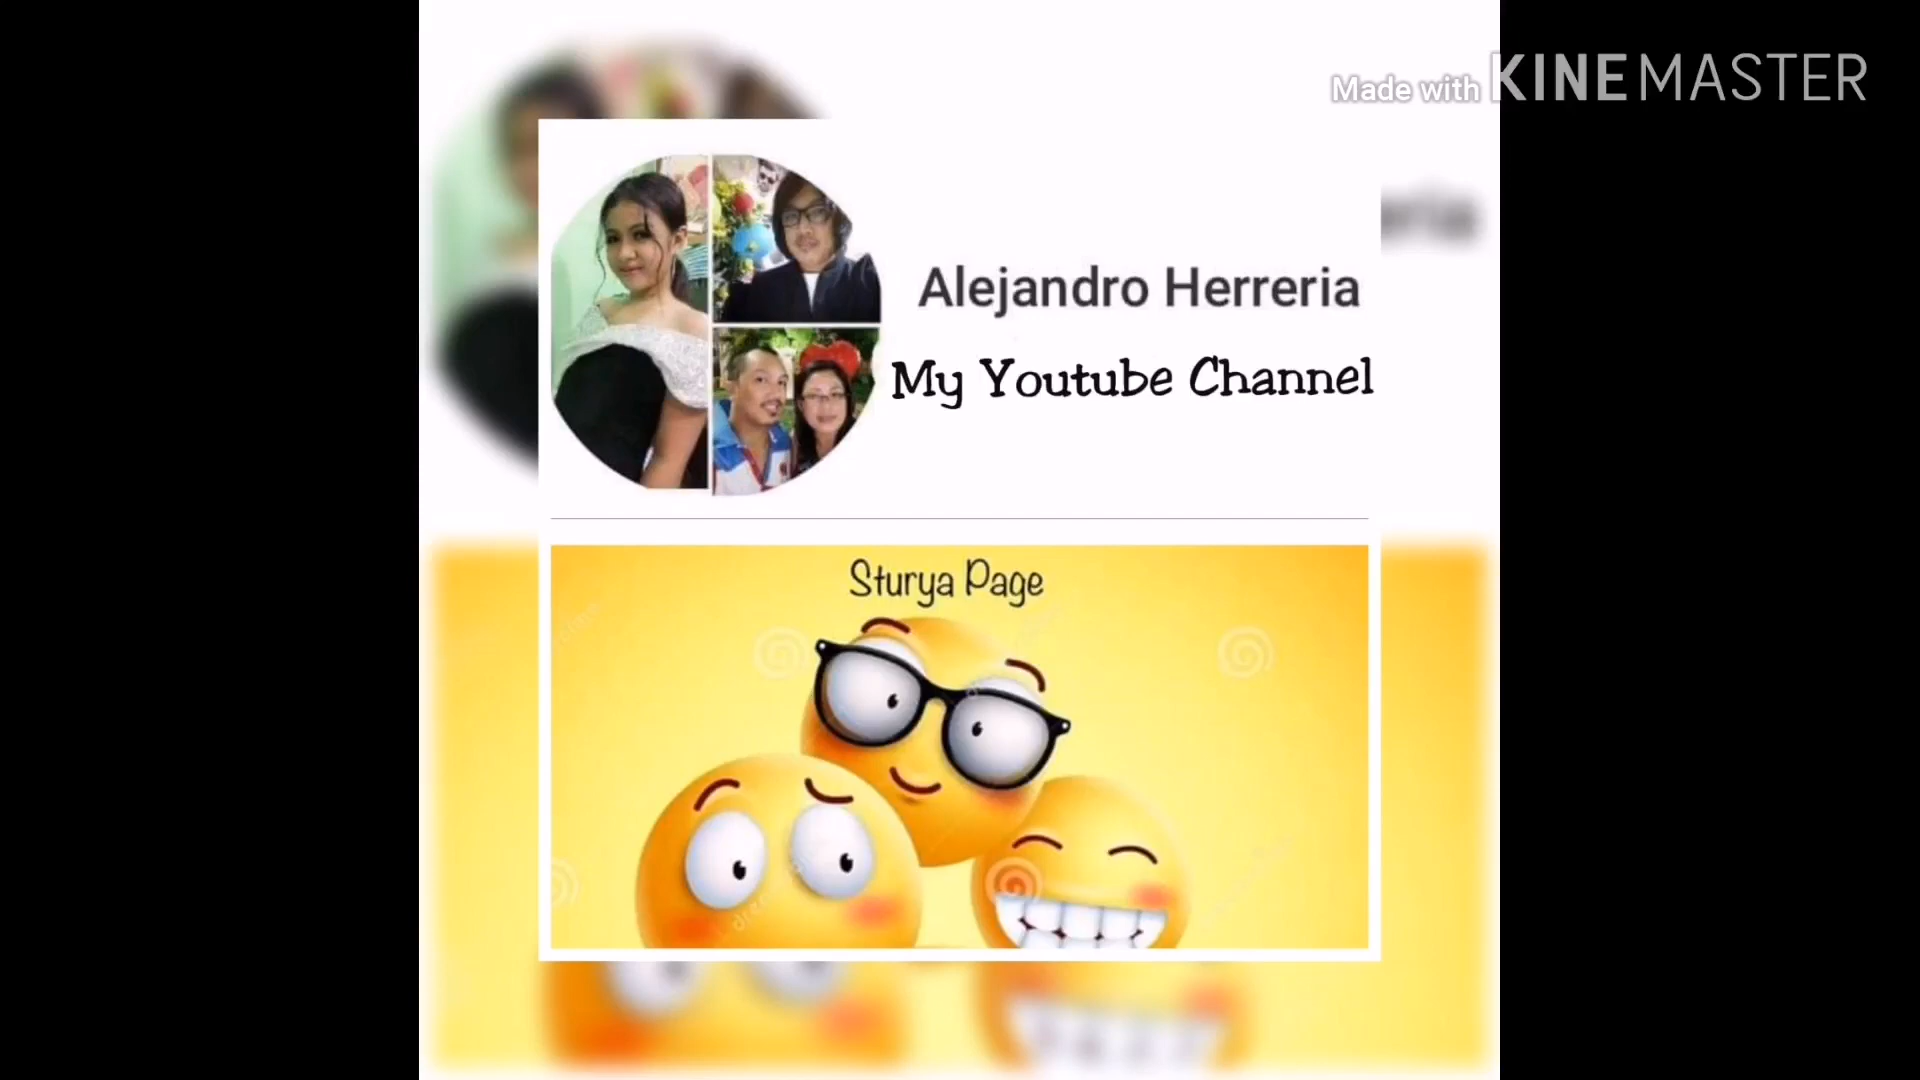 Made with KINEMASTER
Alejandro Herreria
My Youtube Channel
Sturya Page